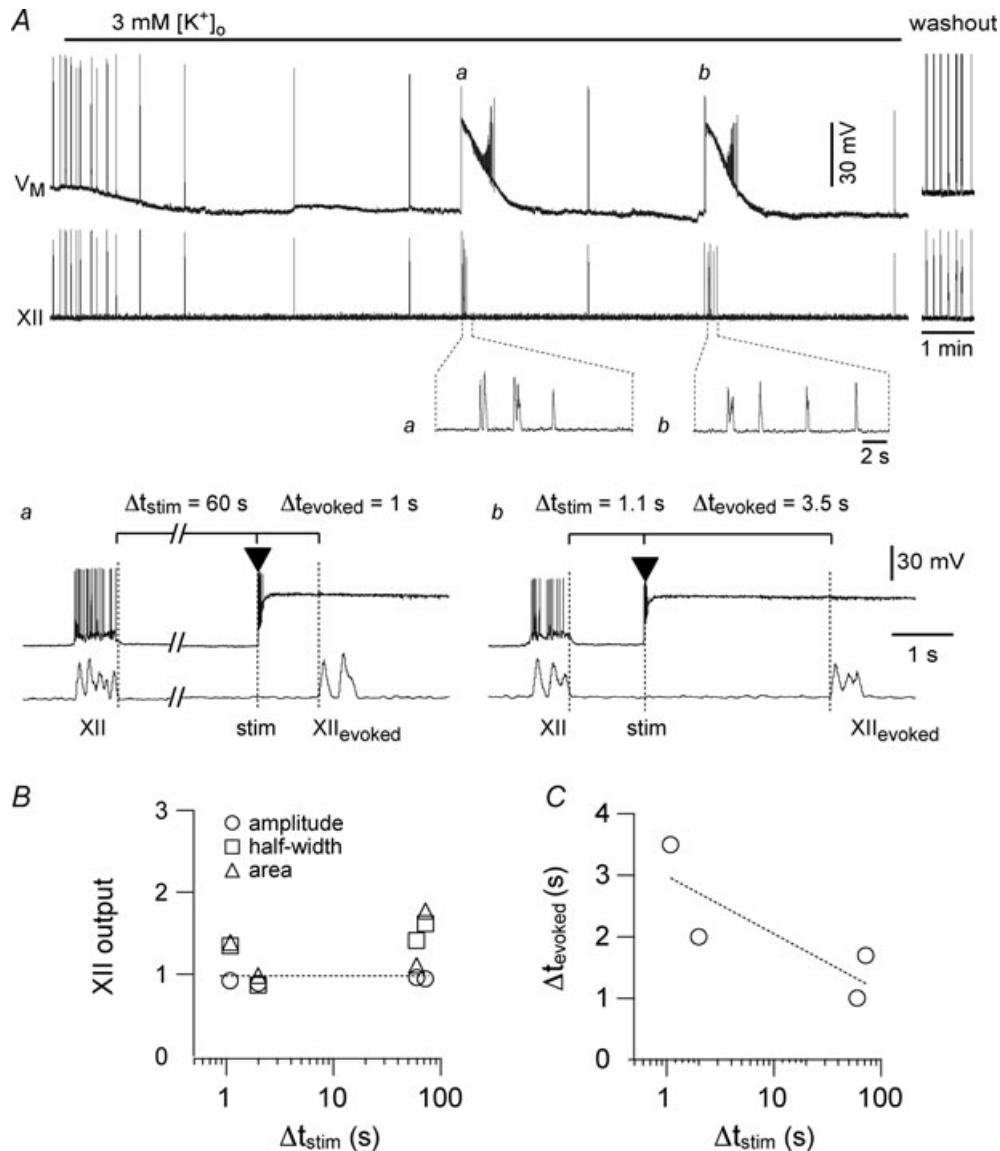 A
3 mM [K⁺]ₒ
washout
a
b
V_M
30 mV
XII
1 min
a
b
2 s
a
Δt_stim = 60 s
Δt_evoked = 1 s
b
Δt_stim = 1.1 s
Δt_evoked = 3.5 s
30 mV
1 s
XII
stim
XII_evoked
XII
stim
XII_evoked
B
3
2
1
0
XII output
amplitude
half-width
area
1
10
100
Δt_stim (s)
C
4
3
2
1
0
Δt_evoked (s)
1
10
100
Δt_stim (s)